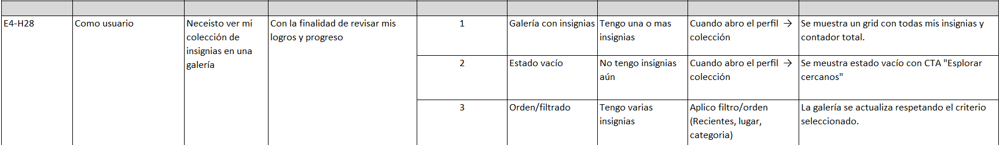 E4-H28
Como usuario
Neceisto ver mi
colección de
insignias en una
galería
Con la finalidad de revisar mis
logros y progreso
1
Galería con insignias
Tengo una o mas
insignias
Cuando abro el perfil →
colección
Se muestra un grid con todas mis insignias y
contador total.
2
Estado vacío
No tengo insignias
aún
Cuando abro el perfil →
colección
Se meustra estado vacío con CTA "Esplorar
cercanos"
3
Orden/filtrado
Tengo varias
insignias
Aplico filtro/orden
(Recientes, lugar,
categoria)
La galería se actualiza respetando el criterio
seleccionado.